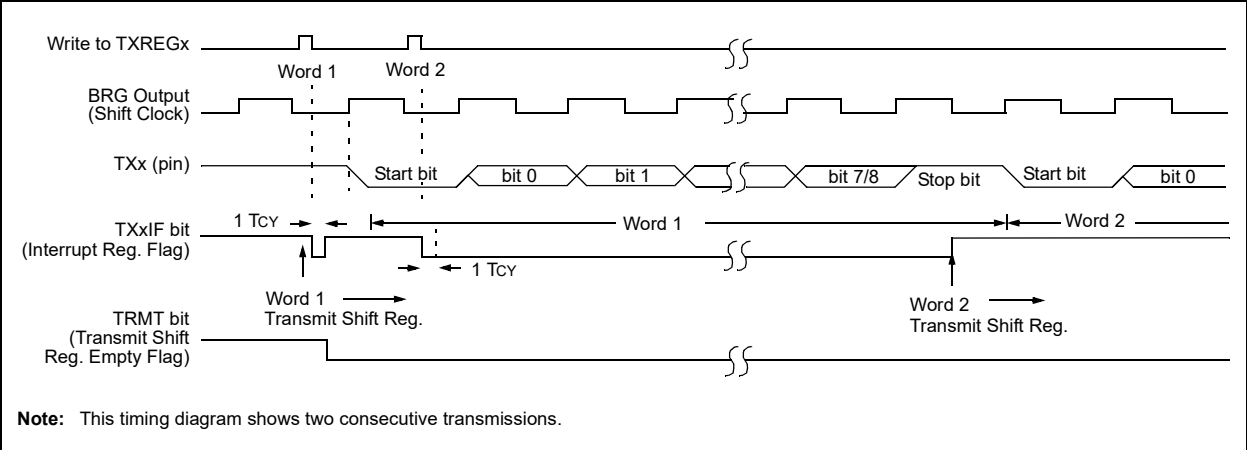 Write to TXREGx
Word 1
Word 2
BRG Output
(Shift Clock)
TXx (pin)
Start bit
bit 0
bit 1
bit 7/8
Stop bit
Start bit
bit 0
1 TCY
Word 1
Word 2
TXxIF bit
(Interrupt Reg. Flag)
1 TCY
Word 1
Transmit Shift Reg.
Word 2
Transmit Shift Reg.
TRMT bit
(Transmit Shift
Reg. Empty Flag)
Note: This timing diagram shows two consecutive transmissions.